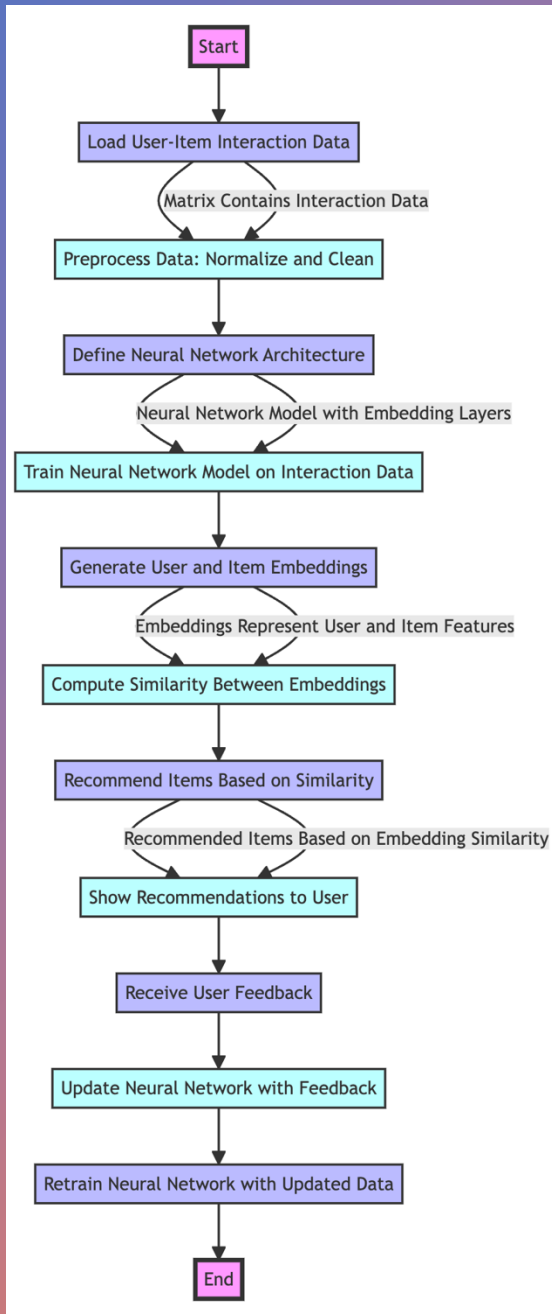 Start
Load User-Item Interaction Data
Matrix Contains Interaction Data
Preprocess Data: Normalize and Clean
Define Neural Network Architecture
Neural Network Model with Embedding Layers
Train Neural Network Model on Interaction Data
Generate User and Item Embeddings
Embeddings Represent User and Item Features
Compute Similarity Between Embeddings
Recommend Items Based on Similarity
Recommended Items Based on Embedding Similarity
Show Recommendations to User
Receive User Feedback
Update Neural Network with Feedback
Retrain Neural Network with Updated Data
End